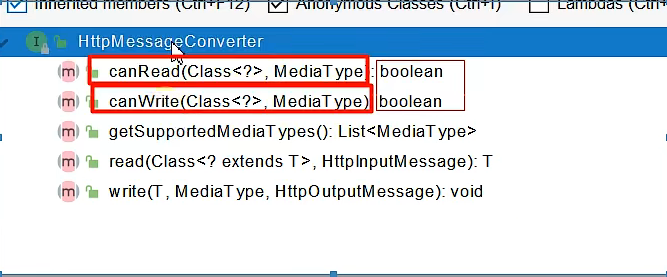 Inherited members (Ctrl+F12) Anonymous Classes (Ctrl+I) Lambdas (Ctrl+
I HttpMessageConverter
m canRead(Class<?>, MediaType): boolean
m canWrite(Class<?>, MediaType) boolean
m getSupportedMediaTypes(): List<MediaType>
m read(Class<? extends T>, HttpInputMessage): T
m write(T, MediaType, HttpOutputMessage): void